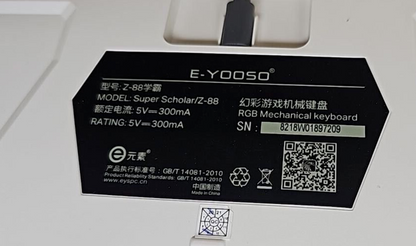 E-YOOSO®
型号: Z-88学霸
MODEL: Super Scholar/Z-88
额定电流: 5V⎓300mA
RATING: 5V⎓300mA
幻彩游戏机械键盘
RGB Mechanical keyboard
SN: 8218W01897209
e元素®
产品执行标准号: GB/T 14081-2010
Product Reliability Standards: GB/T 14081-2010
www.eyspc.cn
中国制造
Made in China